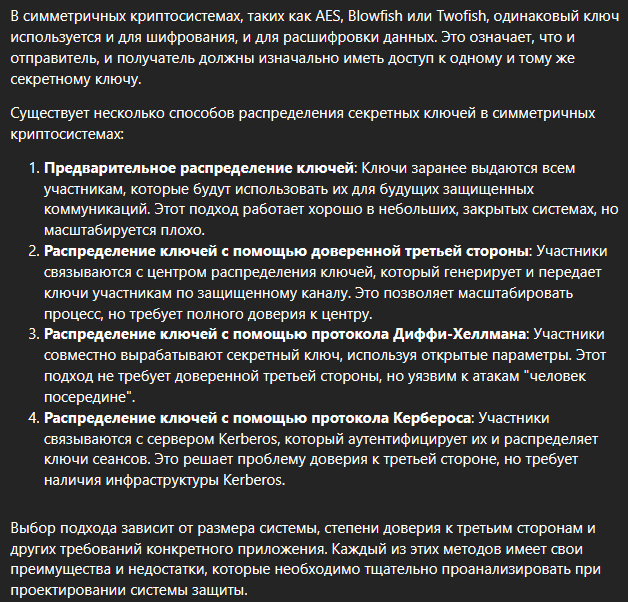 В симметричных криптосистемах, таких как AES, Blowfish или Twofish, одинаковый ключ
используется и для шифрования, и для расшифровки данных. Это означает, что и
отправитель, и получатель должны изначально иметь доступ к одному и тому же
секретному ключу.
Существует несколько способов распределения секретных ключей в симметричных
криптосистемах:
1. Предварительное распределение ключей: Ключи заранее выдаются всем
участникам, которые будут использовать их для будущих защищенных
коммуникаций. Этот подход работает хорошо в небольших, закрытых системах, но
масштабируется плохо.
2. Распределение ключей с помощью доверенной третьей стороны: Участники
связываются с центром распределения ключей, который генерирует и передает
ключи участникам по защищенному каналу. Это позволяет масштабировать
процесс, но требует полного доверия к центру.
3. Распределение ключей с помощью протокола Диффи-Хеллмана: Участники
совместно вырабатывают секретный ключ, используя открытые параметры. Этот
подход не требует доверенной третьей стороны, но уязвим к атакам "человек
посередине".
4. Распределение ключей с помощью протокола Кербероса: Участники
связываются с сервером Kerberos, который аутентифицирует их и распределяет
ключи сеансов. Это решает проблему доверия к третьей стороне, но требует
наличия инфраструктуры Kerberos.
Выбор подхода зависит от размера системы, степени доверия к третьим сторонам и
других требований конкретного приложения. Каждый из этих методов имеет свои
преимущества и недостатки, которые необходимо тщательно проанализировать при
проектировании системы защиты.